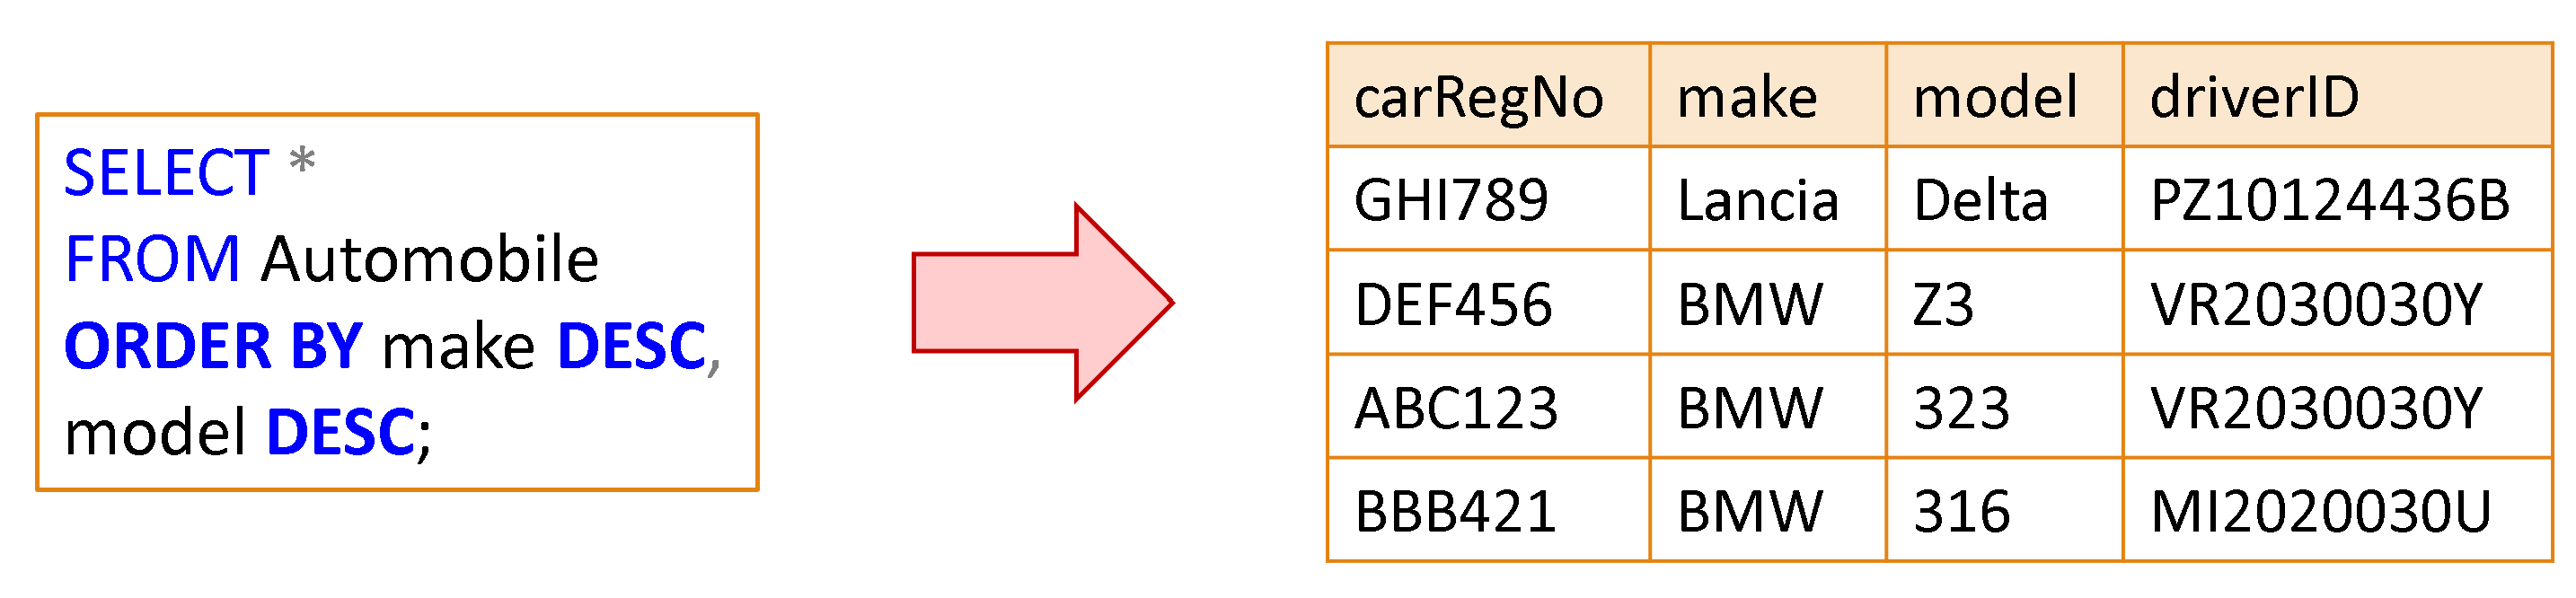 SELECT *
FROM Automobile
ORDER BY make DESC,
model DESC;
carRegNo make model driverID
GHI789 Lancia Delta PZ10124436B
DEF456 BMW Z3 VR2030030Y
ABC123 BMW 323 VR2030030Y
BBB421 BMW 316 MI2020030U